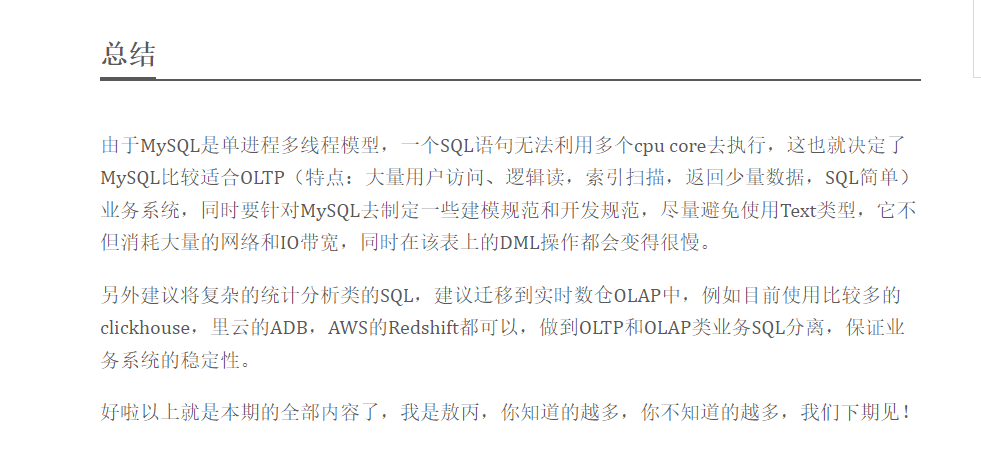 总结
由于MySQL是单进程多线程模型，一个SQL语句无法利用多个cpu core去执行，这也就决定了
MySQL比较适合OLTP（特点：大量用户访问、逻辑读，索引扫描，返回少量数据，SQL简单）
业务系统，同时要针对MySQL去制定一些建模规范和开发规范，尽量避免使用Text类型，它不
但消耗大量的网络和IO带宽，同时在该表上的DML操作都会变得很慢。
另外建议将复杂的统计分析类的SQL，建议迁移到实时数仓OLAP中，例如目前使用比较多的
clickhouse，里云的ADB，AWS的Redshift都可以，做到OLTP和OLAP类业务SQL分离，保证业
务系统的稳定性。
好啦以上就是本期的全部内容了，我是敖丙，你知道的越多，你不知道的越多，我们下期见！